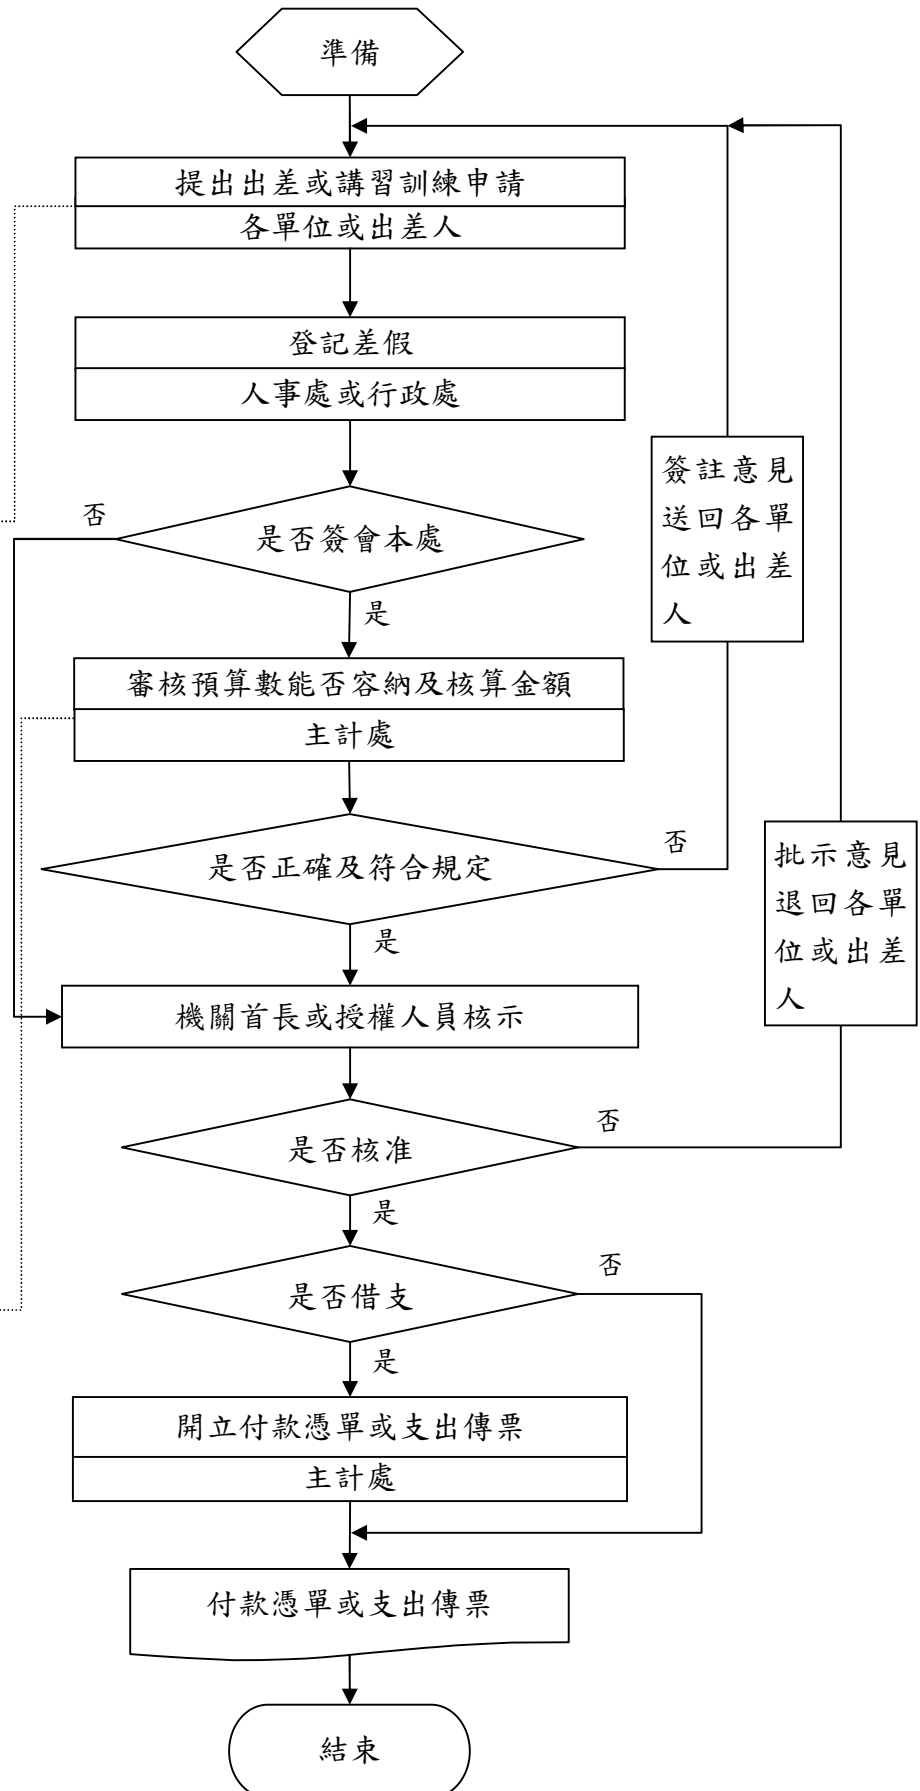 準備
提出出差或講習訓練申請
各單位或出差人
登記差假
人事處或行政處
否
是否簽會本處
是
簽註意見
送回各單
位或出差
人
審核預算數能否容納及核算金額
主計處
否
是否正確及符合規定
是
批示意見
退回各單
位或出差
人
機關首長或授權人員核示
否
是否核准
是
否
是否借支
是
開立付款憑單或支出傳票
主計處
付款憑單或支出傳票
結束